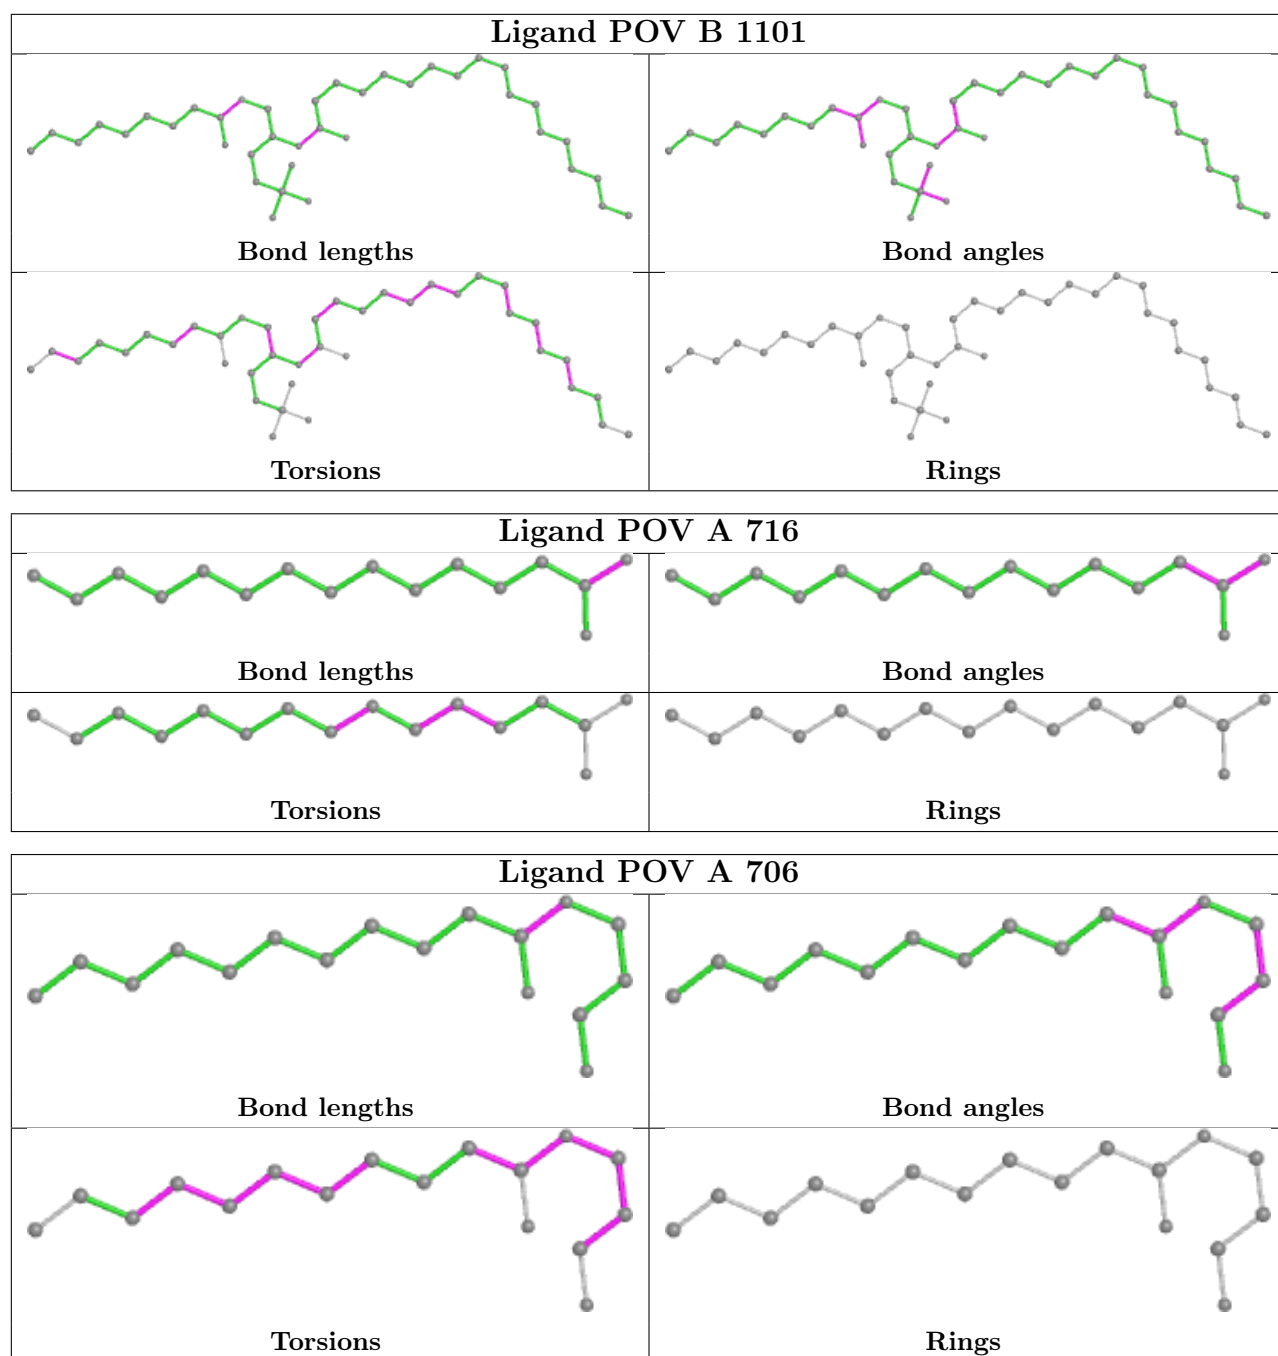 Ligand POV B 1101
Bond lengths
Bond angles
Torsions
Rings
Ligand POV A 716
Bond lengths
Bond angles
Torsions
Rings
Ligand POV A 706
Bond lengths
Bond angles
Torsions
Rings